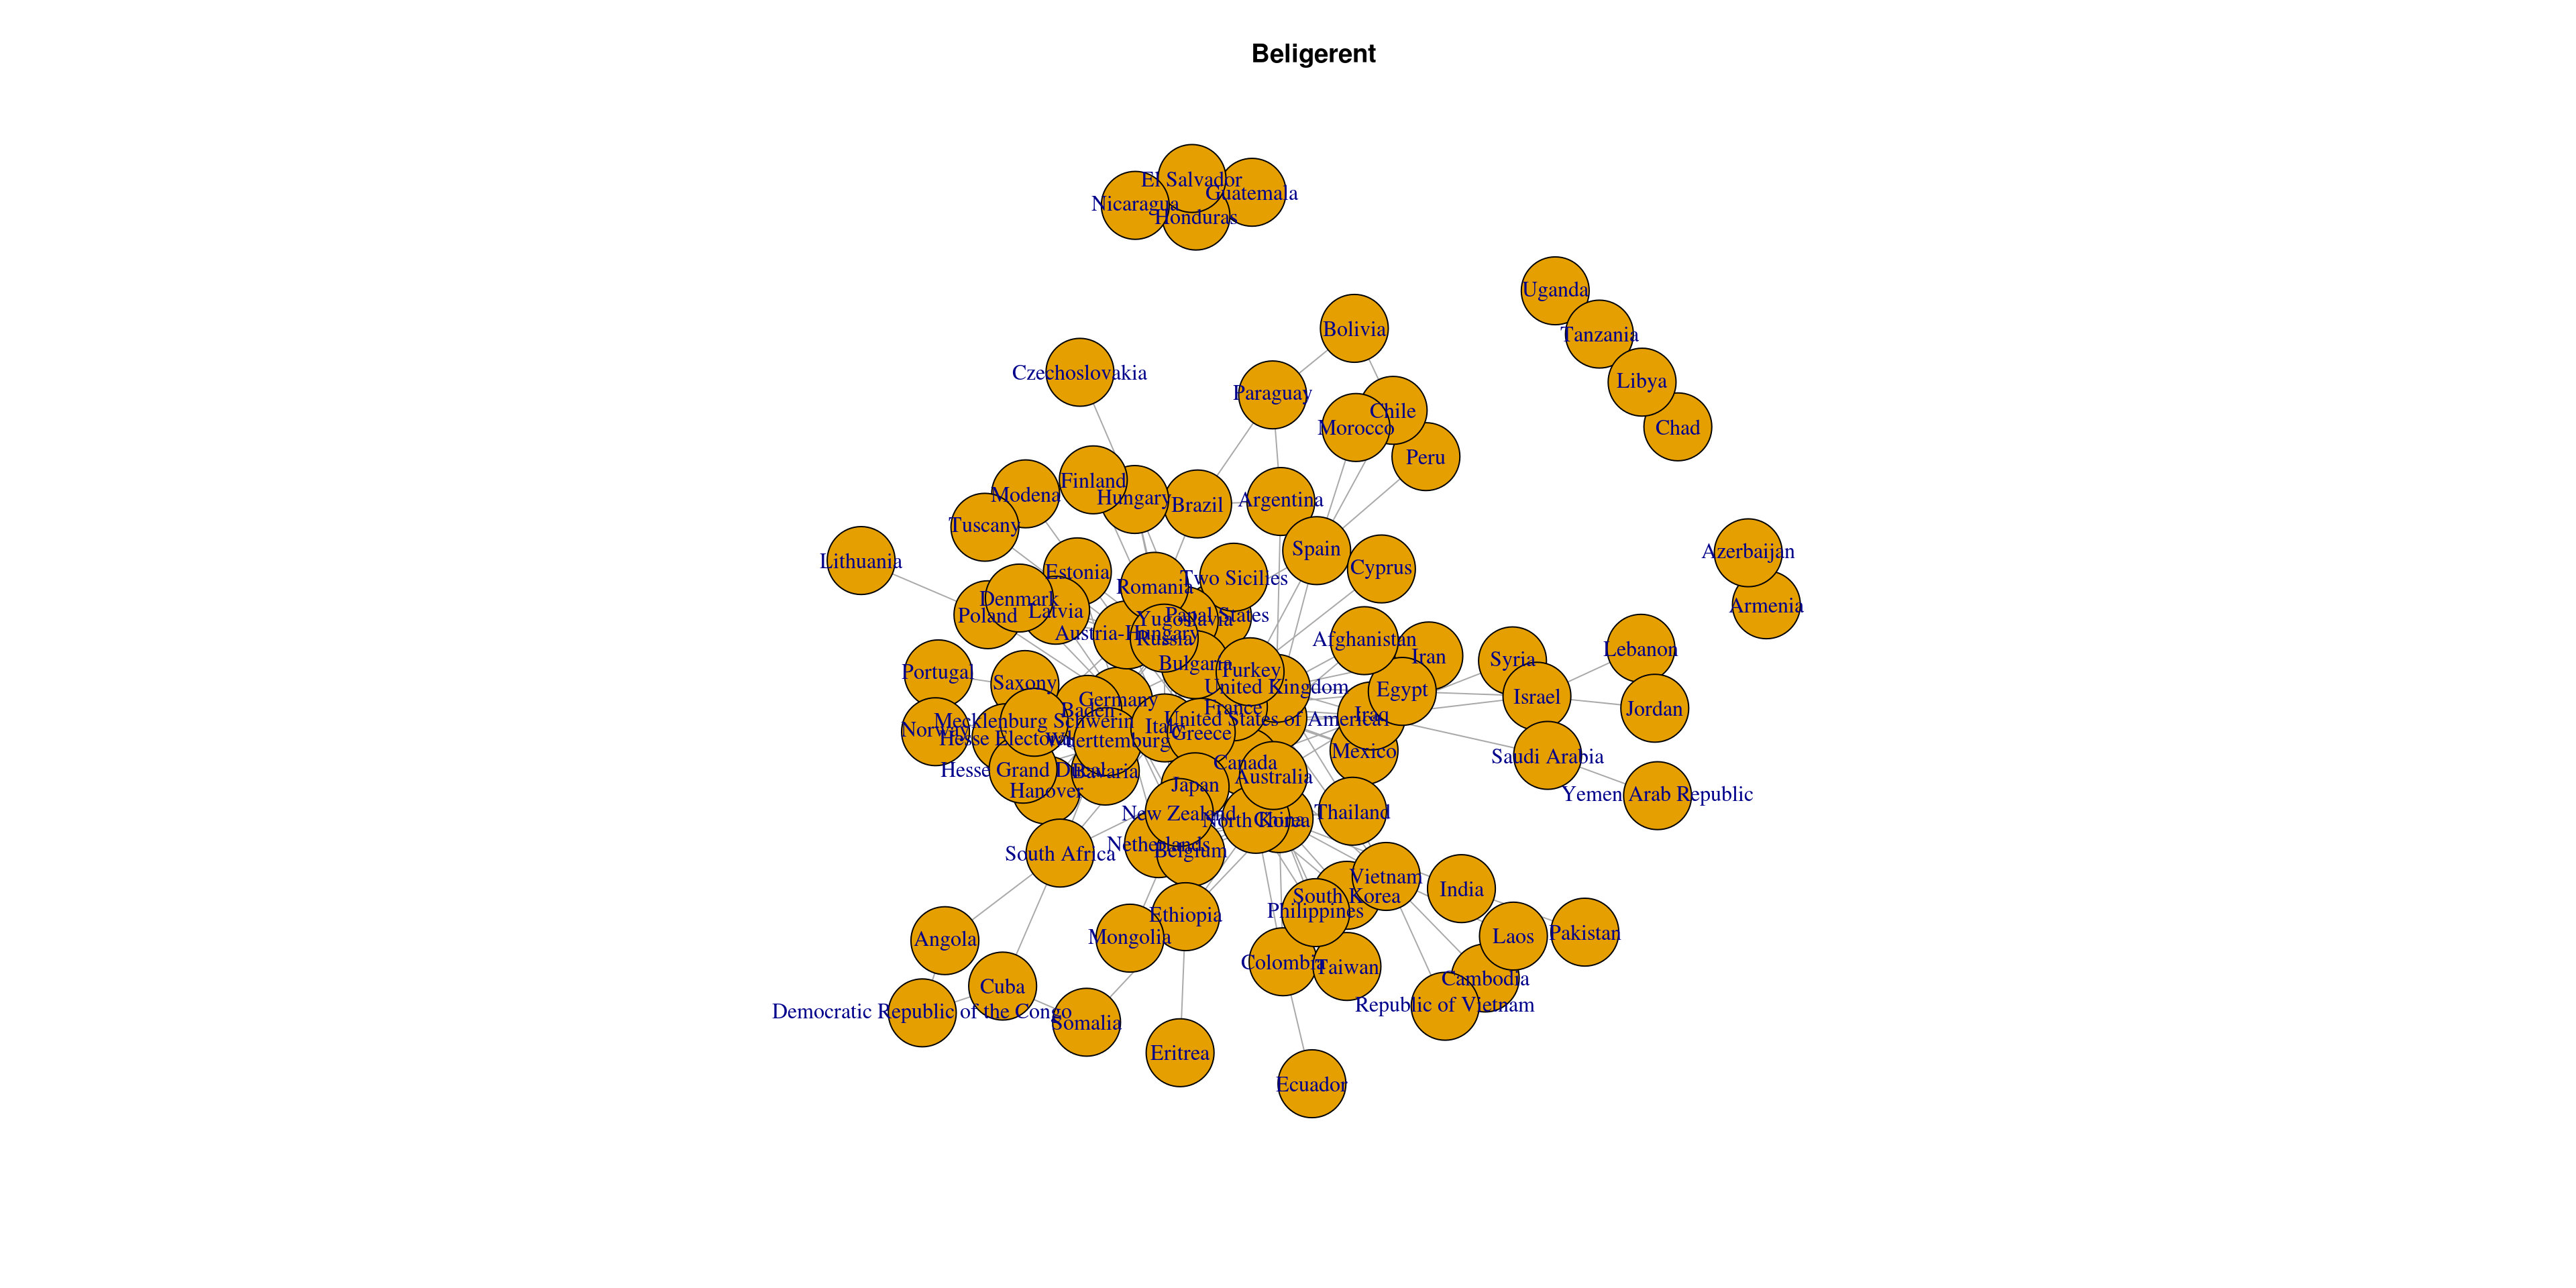 Beligerent
El Salvador
Guatemala
Nicaragua
Honduras
Uganda
Bolivia
Tanzania
Czechoslovakia
Libya
Paraguay
Chile
Morocco
Chad
Peru
Finland
Modena
Hungary
Argentina
Brazil
Tuscany
Spain
Azerbaijan
Lithuania
Cyprus
Estonia
Two Sicilies
Romania
Denmark
Armenia
Latvia
Poland
Papal States
Yugoslavia
Austria-Hungary
Russia
Afghanistan
Lebanon
Iran
Syria
Bulgaria
Turkey
Portugal
Saxony
United Kingdom
Egypt
Israel
Germany
France
Jordan
Baden
Iraq
United States of America
Mecklenburg Schwerin
Italy
Norway
Greece
Hesse Electoral
Wuerttemburg
Mexico
Saudi Arabia
Canada
Hesse Grand Ducal
Bavaria
Australia
Japan
Hanover
Yemen Arab Republic
New Zealand
Thailand
North Korea
China
Netherlands
Belgium
South Africa
Vietnam
India
South Korea
Philippines
Ethiopia
Pakistan
Laos
Mongolia
Angola
Colombia
Taiwan
Cambodia
Cuba
Republic of Vietnam
Democratic Republic of the Congo
Somalia
Eritrea
Ecuador